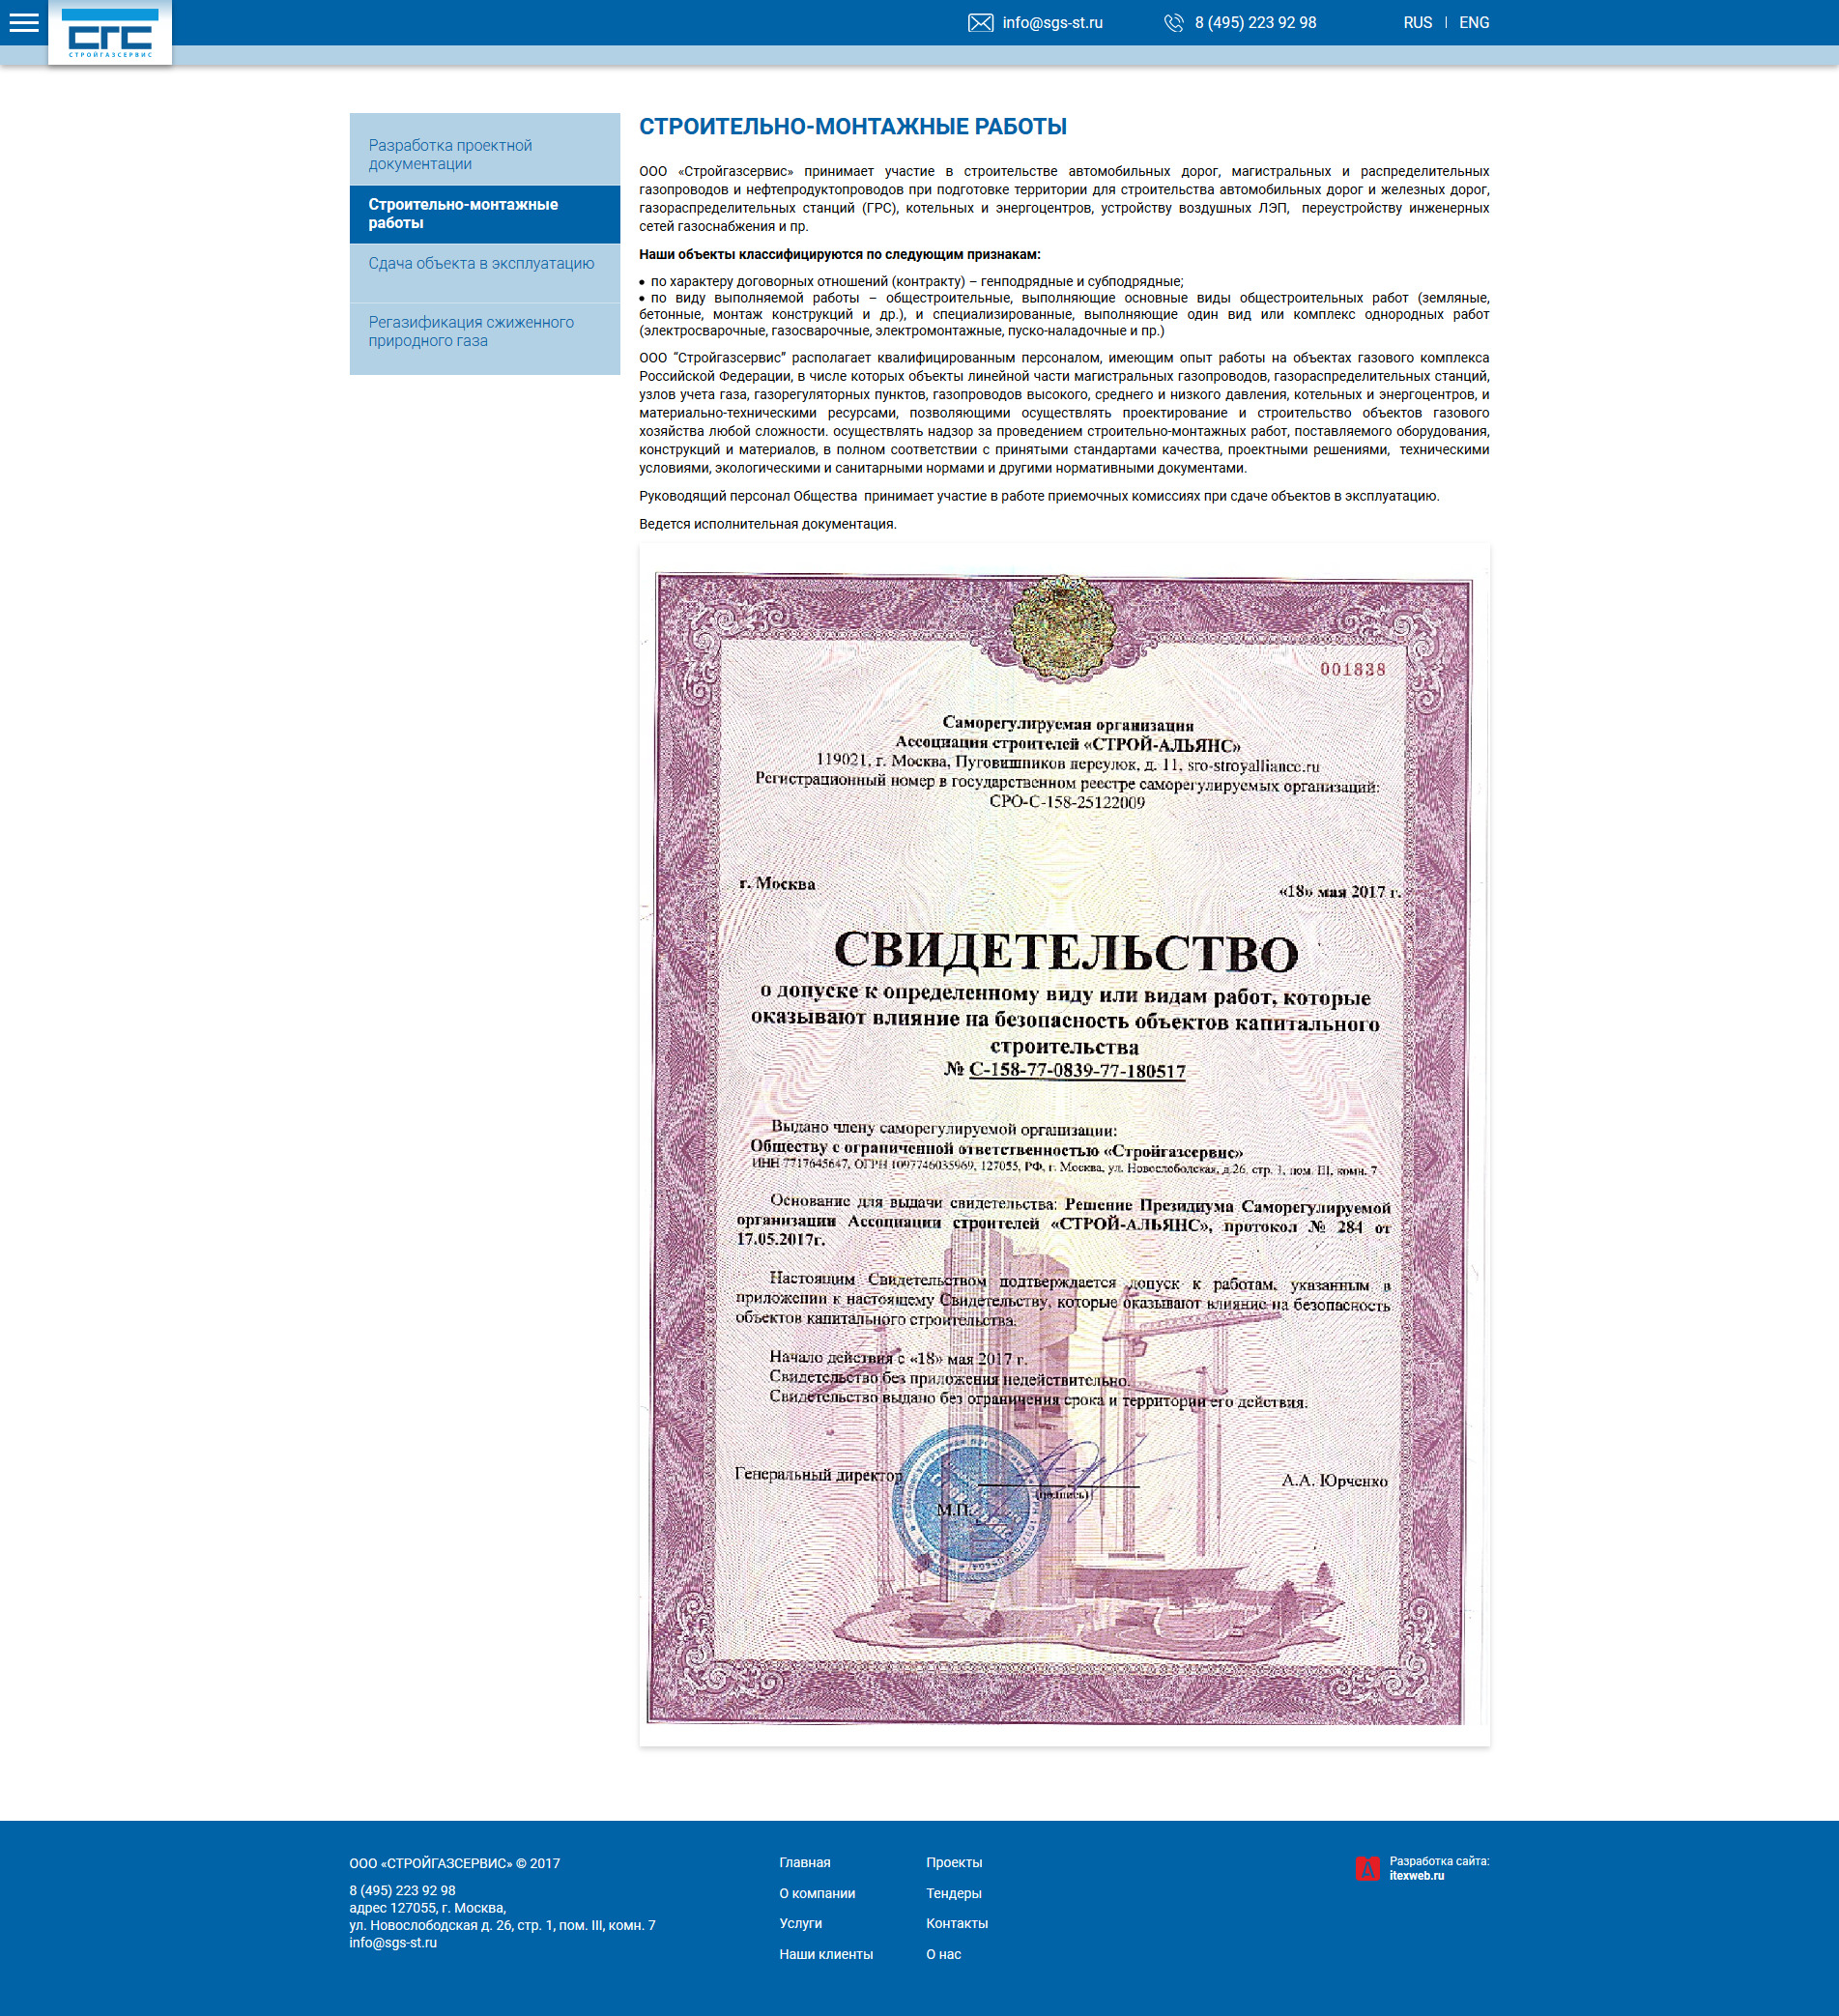 СГС
СТРОЙГАЗСЕРВИС
info@sgs-st.ru
8 (495) 223 92 98
RUS | ENG
Разработка проектной
документации
Строительно-монтажные
работы
Сдача объекта в эксплуатацию
Регазификация сжиженного
природного газа
СТРОИТЕЛЬНО-МОНТАЖНЫЕ РАБОТЫ
ООО «Стройгазсервис» принимает участие в строительстве автомобильных дорог, магистральных и распределительных
газопроводов и нефтепродуктопроводов при подготовке территории для строительства автомобильных дорог и железных дорог,
газораспределительных станций (ГРС), котельных и энергоцентров, устройству воздушных ЛЭП, переустройству инженерных
сетей газоснабжения и пр.
Наши объекты классифицируются по следующим признакам:
• по характеру договорных отношений (контракту) – генподрядные и субподрядные;
• по виду выполняемой работы – общестроительные, выполняющие основные виды общестроительных работ (земляные,
бетонные, монтаж конструкций и др.), и специализированные, выполняющие один вид или комплекс однородных работ
(электросварочные, газосварочные, электромонтажные, пуско-наладочные и пр.)
ООО “Стройгазсервис” располагает квалифицированным персоналом, имеющим опыт работы на объектах газового комплекса
Российской Федерации, в числе которых объекты линейной части магистральных газопроводов, газораспределительных станций,
узлов учета газа, газорегуляторных пунктов, газопроводов высокого, среднего и низкого давления, котельных и энергоцентров, и
материально-техническими ресурсами, позволяющими осуществлять проектирование и строительство объектов газового
хозяйства любой сложности. осуществлять надзор за проведением строительно-монтажных работ, поставляемого оборудования,
конструкций и материалов, в полном соответствии с принятыми стандартами качества, проектными решениями, техническими
условиями, экологическими и санитарными нормами и другими нормативными документами.
Руководящий персонал Общества принимает участие в работе приемочных комиссиях при сдаче объектов в эксплуатацию.
Ведется исполнительная документация.
001838
Саморегулируемая организация
Ассоциация строителей «СТРОЙ-АЛЬЯНС»
119021, г. Москва, Пуговишников переулок, д. 11, sro-stroyalliance.ru
Регистрационный номер в государственном реестре саморегулируемых организаций:
СРО-С-158-25122009
г. Москва
«18» мая 2017 г.
СВИДЕТЕЛЬСТВО
о допуске к определенному виду или видам работ, которые
оказывают влияние на безопасность объектов капитального
строительства
№ С-158-77-0839-77-180517
Выдано члену саморегулируемой организации:
Обществу с ограниченной ответственностью «Стройгазсервис»
ИНН 7717645647, ОГРН 1097746035969, 127055, РФ, г. Москва, ул. Новослободская, д.26, стр. 1, пом. III, комн. 7
Основание для выдачи свидетельства: Решение Президиума Саморегулируемой
организации Ассоциации строителей «СТРОЙ-АЛЬЯНС», протокол № 284 от
17.05.2017г.
Настоящим Свидетельством подтверждается допуск к работам, указанным в
приложении к настоящему Свидетельству, которые оказывают влияние на безопасность
объектов капитального строительства.
Начало действия с «18» мая 2017 г.
Свидетельство без приложения недействительно.
Свидетельство выдано без ограничения срока и территории его действия.
Генеральный директор
(подпись)
А.А. Юрченко
М.П.
ООО «СТРОЙГАЗСЕРВИС» © 2017
8 (495) 223 92 98
адрес 127055, г. Москва,
ул. Новослободская д. 26, стр. 1, пом. III, комн. 7
info@sgs-st.ru
Главная
О компании
Услуги
Наши клиенты
Проекты
Тендеры
Контакты
О нас
Разработка сайта:
itexweb.ru